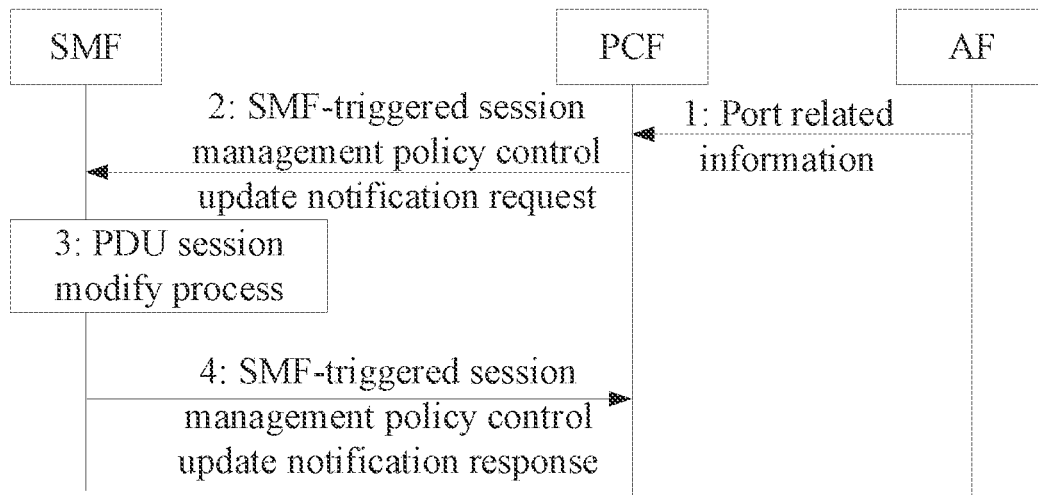 SMF
PCF
AF
1: Port related
information
2: SMF-triggered session
management policy control
update notification request
3: PDU session
modify process
4: SMF-triggered session
management policy control
update notification response